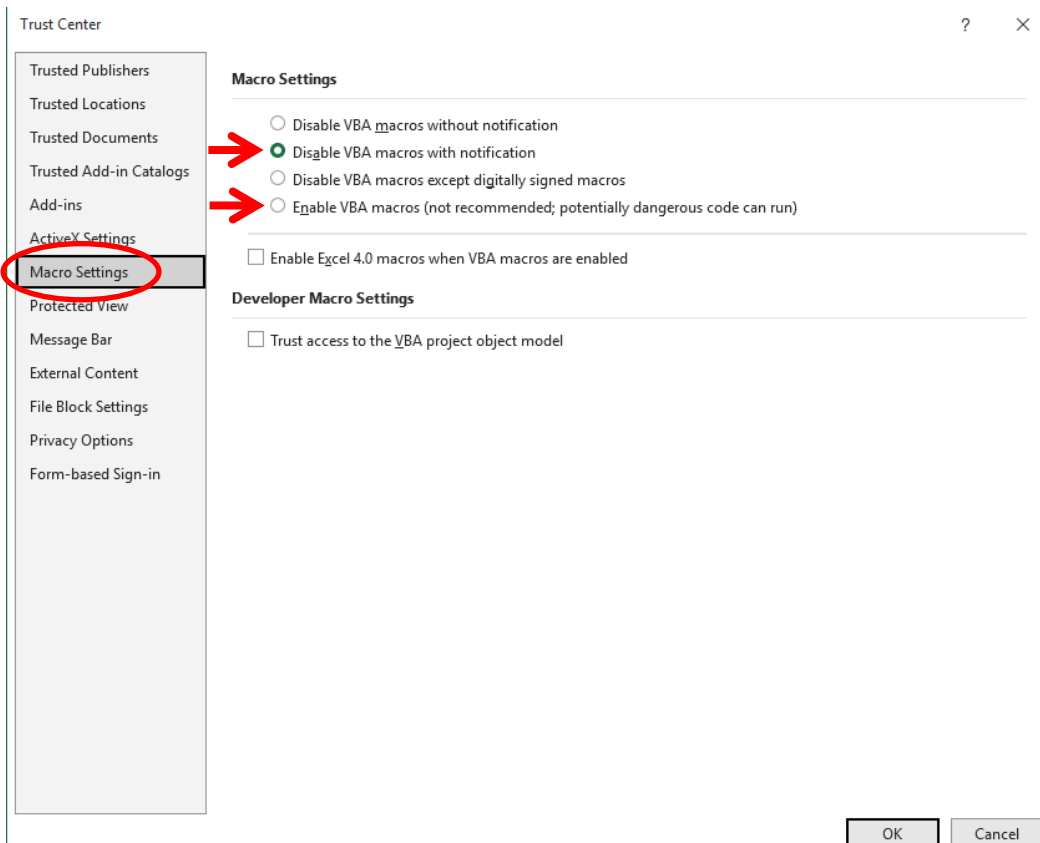 Trust Center
?
Trusted Publishers
Trusted Locations
Trusted Documents
Trusted Add-in Catalogs
Add-ins
ActiveX Settings
Macro Settings
Protected View
Message Bar
External Content
File Block Settings
Privacy Options
Form-based Sign-in
Macro Settings
Disable VBA macros without notification
Disable VBA macros with notification
Disable VBA macros except digitally signed macros
Enable VBA macros (not recommended; potentially dangerous code can run)
Enable Excel 4.0 macros when VBA macros are enabled
Developer Macro Settings
Trust access to the VBA project object model
OK
Cancel